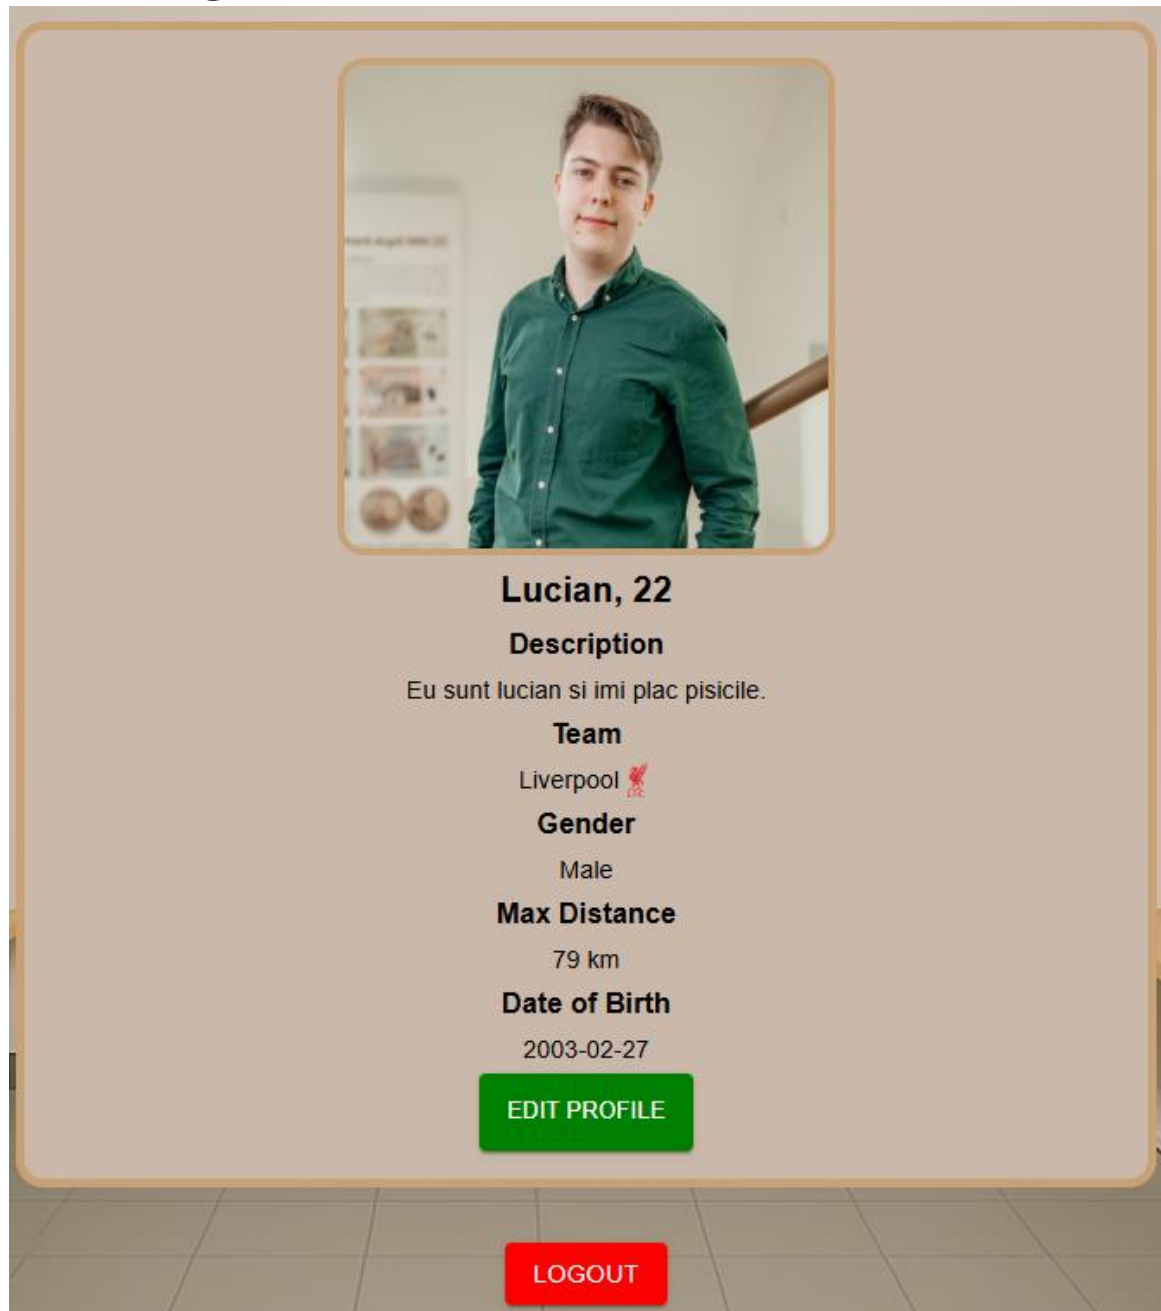 Lucian, 22
Description
Eu sunt lucian si imi plac pisicile.
Team
Liverpool
Gender
Male
Max Distance
79 km
Date of Birth
2003-02-27
EDIT PROFILE
LOGOUT